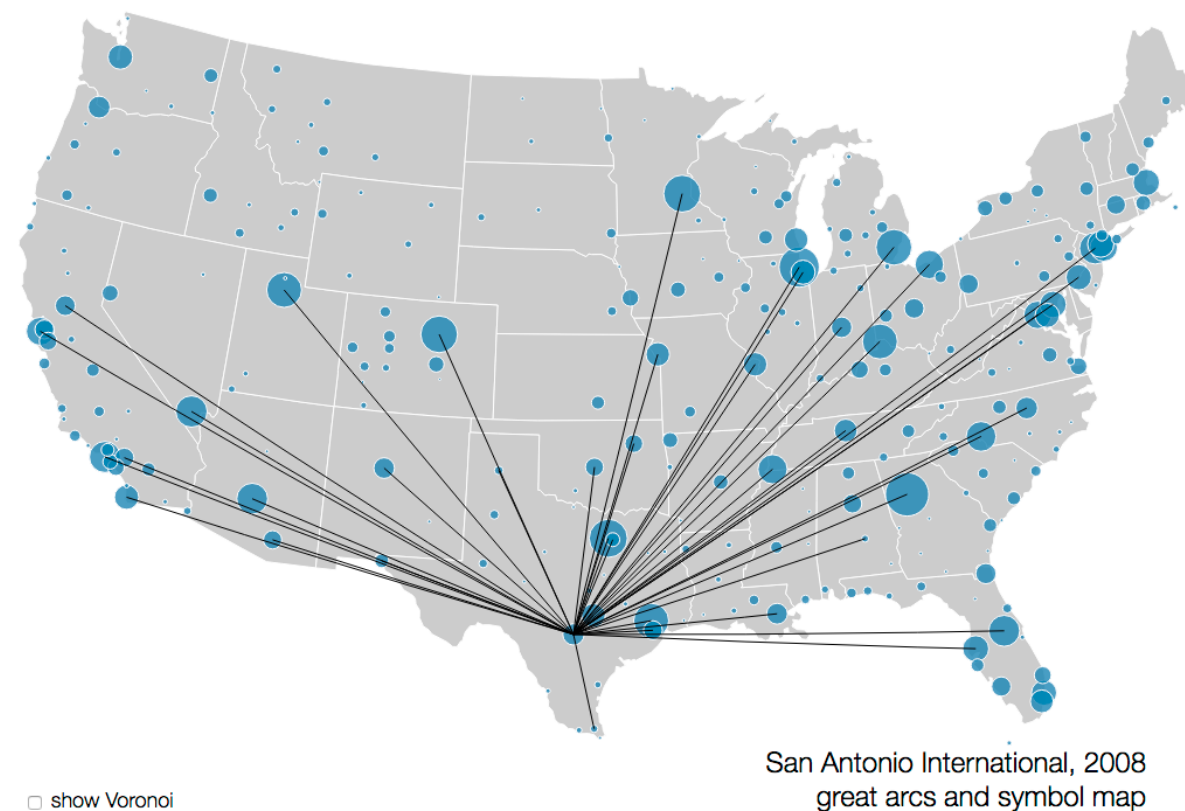 San Antonio International, 2008
great arcs and symbol map
show Voronoi